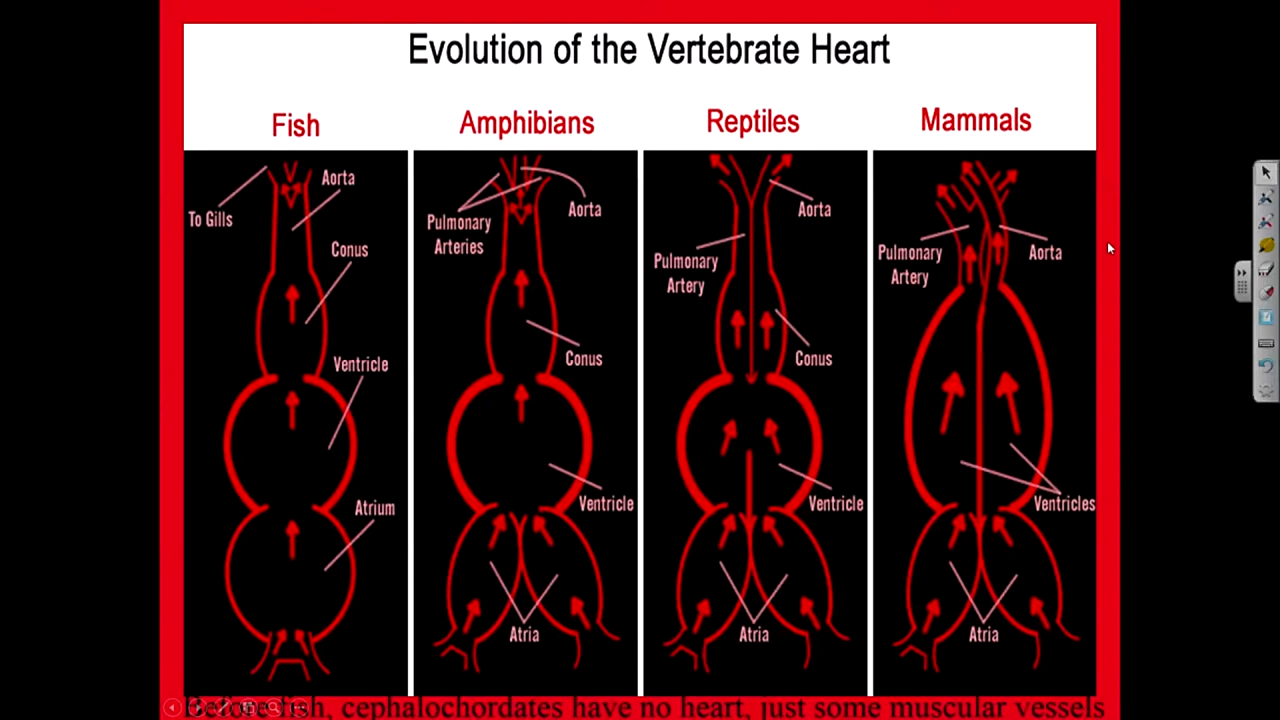 Evolution of the Vertebrate Heart
Fish
Amphibians
Reptiles
Mammals
To Gills
Aorta
Conus
Ventricle
Atrium
Pulmonary
Arteries
Aorta
Conus
Ventricle
Atria
Aorta
Pulmonary
Artery
Conus
Ventricle
Atria
Pulmonary
Artery
Aorta
Ventricles
Atria
Before fish, cephalochordates have no heart, just some muscular vessels